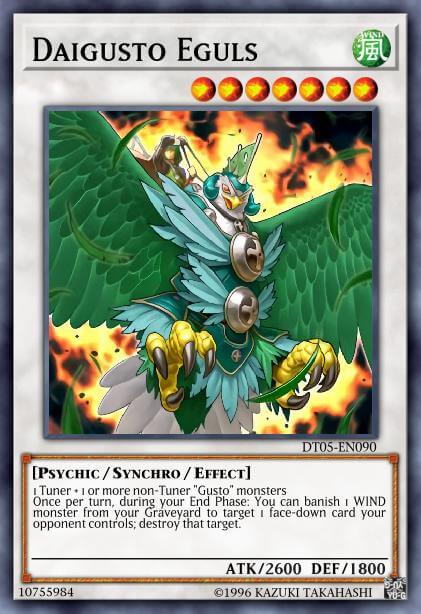 DAIGUSTO EGULS
WIND
風
DT05-EN090
[PSYCHIC / SYNCHRO / EFFECT]
1 Tuner + 1 or more non-Tuner "Gusto" monsters
Once per turn, during your End Phase: You can banish 1 WIND
monster from your Graveyard to target 1 face-down card your
opponent controls; destroy that target.
ATK/2600 DEF/1800
10755984
©1996 KAZUKI TAKAHASHI